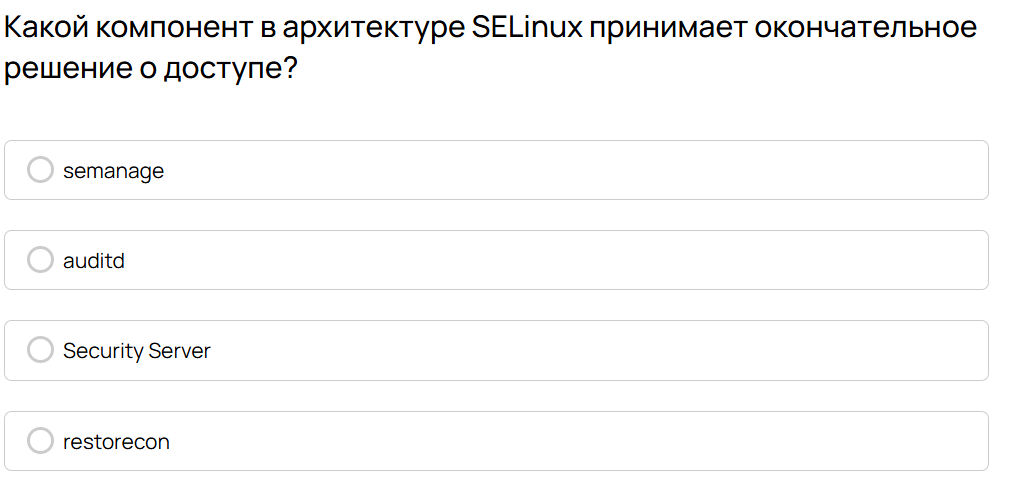 Какой компонент в архитектуре SELinux принимает окончательное
решение о доступе?
semanage
auditd
Security Server
restorecon